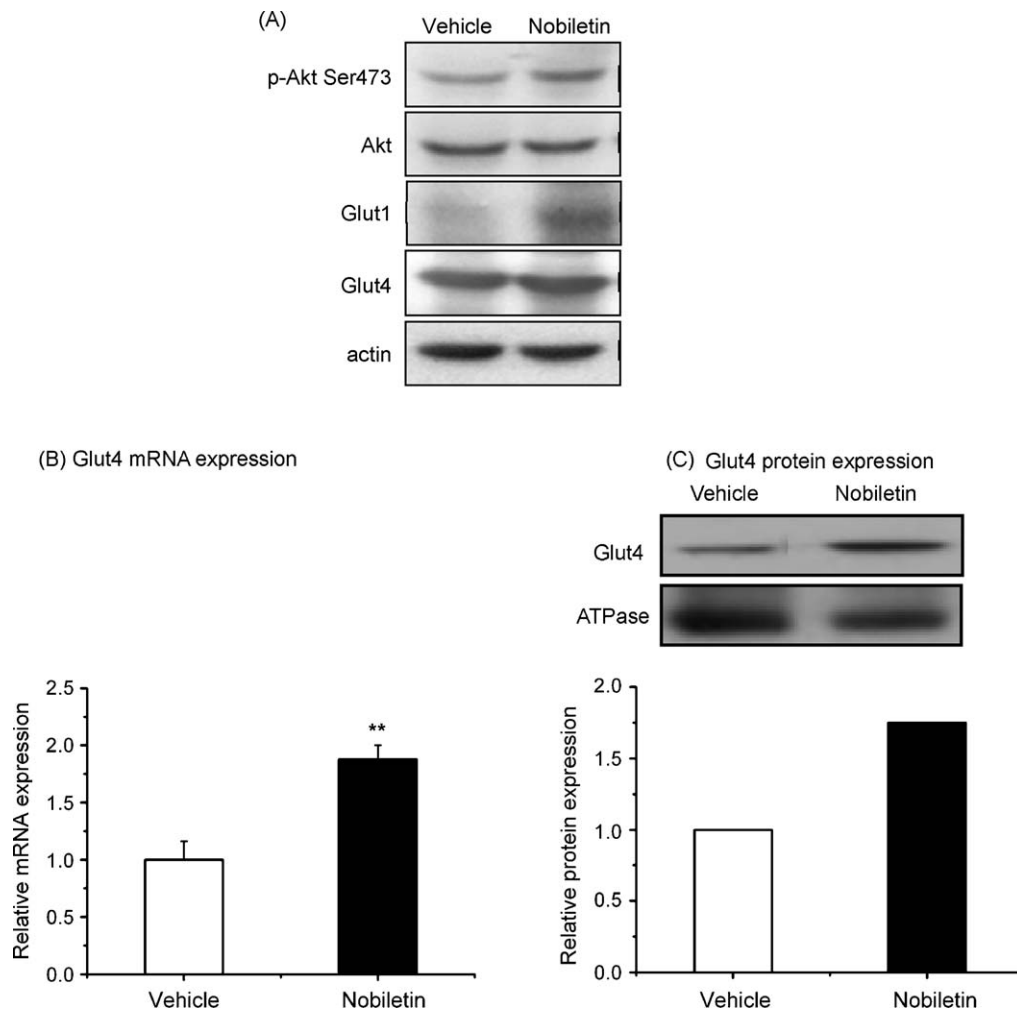 (A)
Vehicle Nobiletin
p-Akt Ser473
Akt
Glut1
Glut4
actin
(B) Glut4 mRNA expression
Relative mRNA expression
2.5
2.0
1.5
1.0
0.5
0.0
**
Vehicle Nobiletin
(C) Glut4 protein expression
Vehicle Nobiletin
Glut4
ATPase
Relative protein expression
2.0
1.5
1.0
0.5
0.0
Vehicle Nobiletin